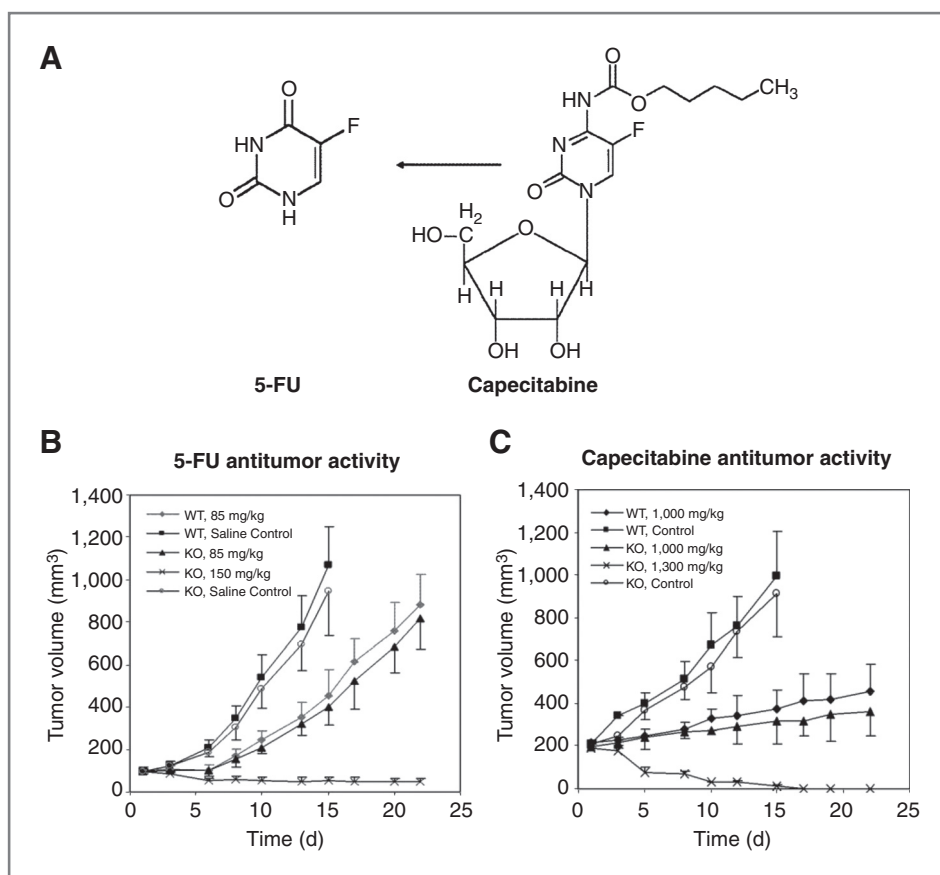 A
O
HN
F
O
N
H
O
HN
O
CH3
N
F
O
N
H2
HO–C
O
H
H
H
H
OH
OH
5-FU
Capecitabine
B
5-FU antitumor activity
1,400
1,200
1,000
800
600
400
200
0
Tumor volume (mm3)
WT, 85 mg/kg
WT, Saline Control
KO, 85 mg/kg
KO, 150 mg/kg
KO, Saline Control
0 5 10 15 20 25
Time (d)
C
Capecitabine antitumor activity
1,400
1,200
1,000
800
600
400
200
0
Tumor volume (mm3)
WT, 1,000 mg/kg
WT, Control
KO, 1,000 mg/kg
KO, 1,300 mg/kg
KO, Control
0 5 10 15 20 25
Time (d)